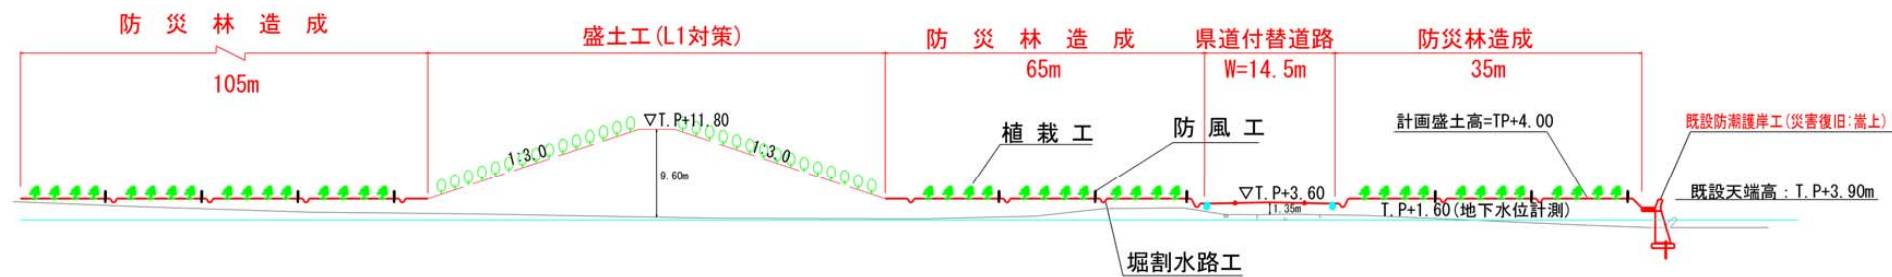 防災林造成
盛土工(L1対策)
防災林造成
県道付替道路
防災林造成
105m
65m
W=14.5m
35m
▽T.P+11.80
1:3.0
1:3.0
9.60m
植栽工
防風工
計画盛土高=TP+4.00
既設防潮護岸工(災害復旧:嵩上)
▽T.P+3.60
1.35m
T.P+1.60(地下水位計測)
既設天端高:T.P+3.90m
堀割水路工